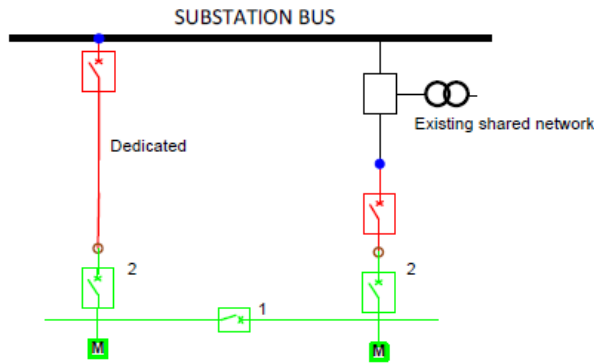 SUBSTATION BUS
Existing shared network
Dedicated
2
2
1
M
M